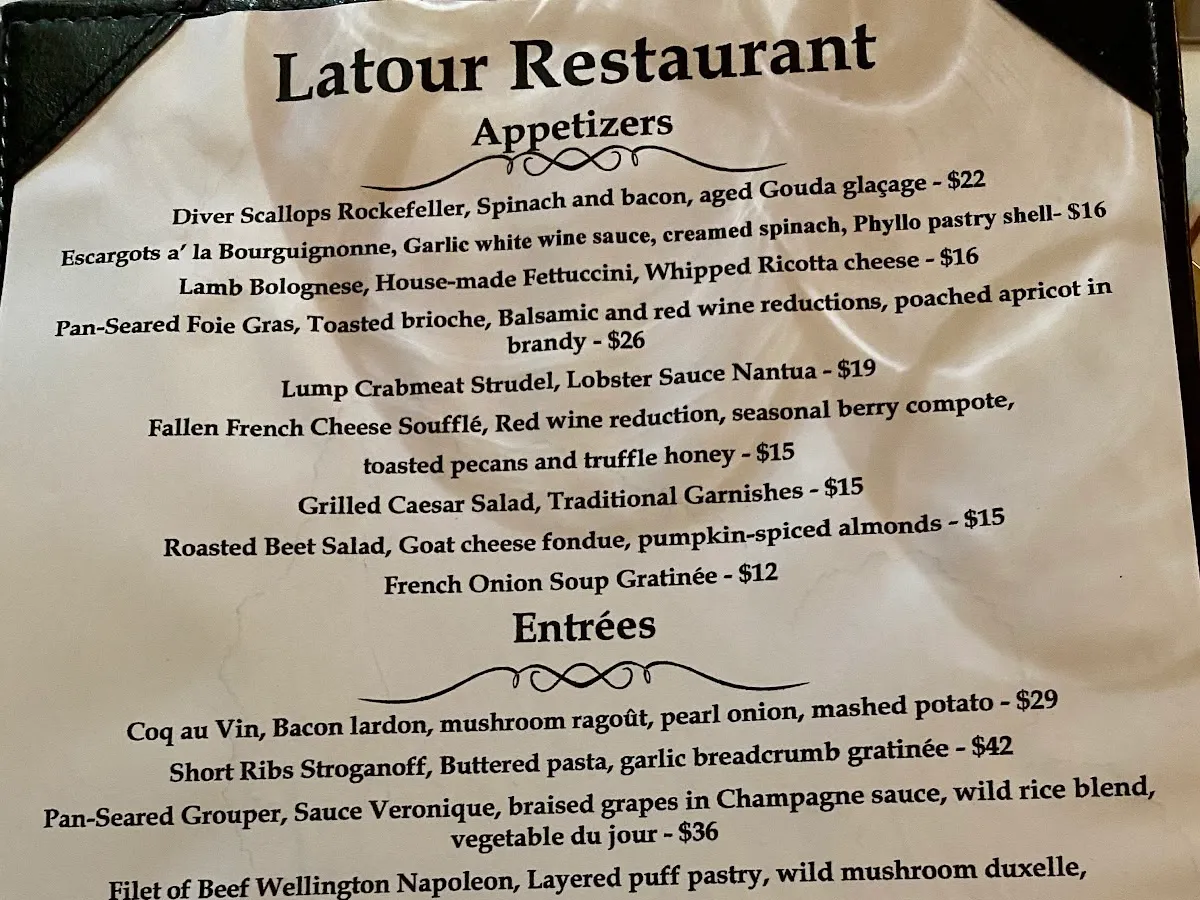 Latour Restaurant
Appetizers
Diver Scallops Rockefeller, Spinach and bacon, aged Gouda glaçage - $22
Escargots a' la Bourguignonne, Garlic white wine sauce, creamed spinach, Phyllo pastry shell- $16
Lamb Bolognese, House-made Fettuccini, Whipped Ricotta cheese - $16
Pan-Seared Foie Gras, Toasted brioche, Balsamic and red wine reductions, poached apricot in
brandy - $26
Lump Crabmeat Strudel, Lobster Sauce Nantua - $19
Fallen French Cheese Soufflé, Red wine reduction, seasonal berry compote,
toasted pecans and truffle honey - $15
Grilled Caesar Salad, Traditional Garnishes - $15
Roasted Beet Salad, Goat cheese fondue, pumpkin-spiced almonds - $15
French Onion Soup Gratinée - $12
Entrées
Coq au Vin, Bacon lardon, mushroom ragoût, pearl onion, mashed potato - $29
Short Ribs Stroganoff, Buttered pasta, garlic breadcrumb gratinée - $42
Pan-Seared Grouper, Sauce Veronique, braised grapes in Champagne sauce, wild rice blend,
vegetable du jour - $36
Filet of Beef Wellington Napoleon, Layered puff pastry, wild mushroom duxelle,